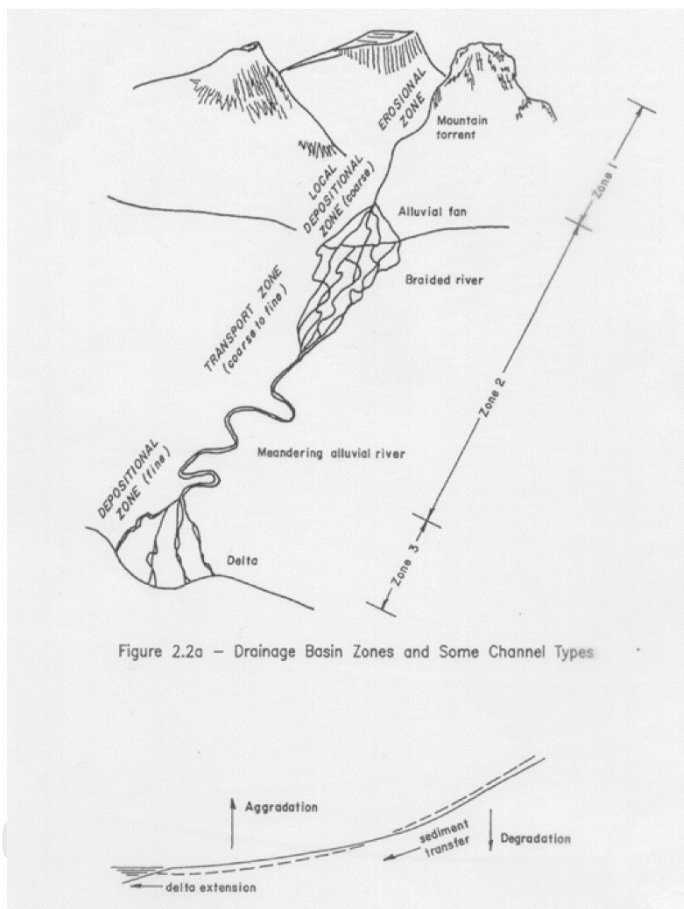 EROSIONAL
ZONE
Mountain
torrent
Zone 1
LOCAL
DEPOSITIONAL
ZONE (coarse)
Alluvial fan
Braided river
TRANSPORT ZONE
(coarse to fine)
Zone 2
Meandering alluvial river
DEPOSITIONAL
ZONE (fine)
Delta
Zone 3
Figure 2.2a – Drainage Basin Zones and Some Channel Types
Aggradation
sediment
transfer
Degradation
delta extension